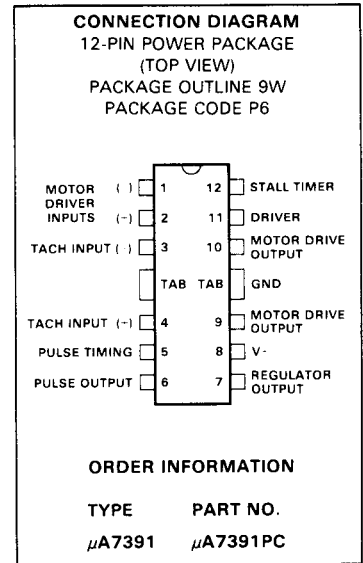 CONNECTION DIAGRAM
12-PIN POWER PACKAGE
(TOP VIEW)
PACKAGE OUTLINE 9W
PACKAGE CODE P6
MOTOR DRIVER INPUTS
( )
1
(−)
2
TACH INPUT ( )
3
TAB
TACH INPUT (−)
4
PULSE TIMING
5
PULSE OUTPUT
6
12
STALL TIMER
11
DRIVER
10
MOTOR DRIVE
OUTPUT
TAB
GND
9
MOTOR DRIVE
OUTPUT
8
V-
7
REGULATOR
OUTPUT
ORDER INFORMATION
TYPE PART NO.
μA7391 μA7391PC